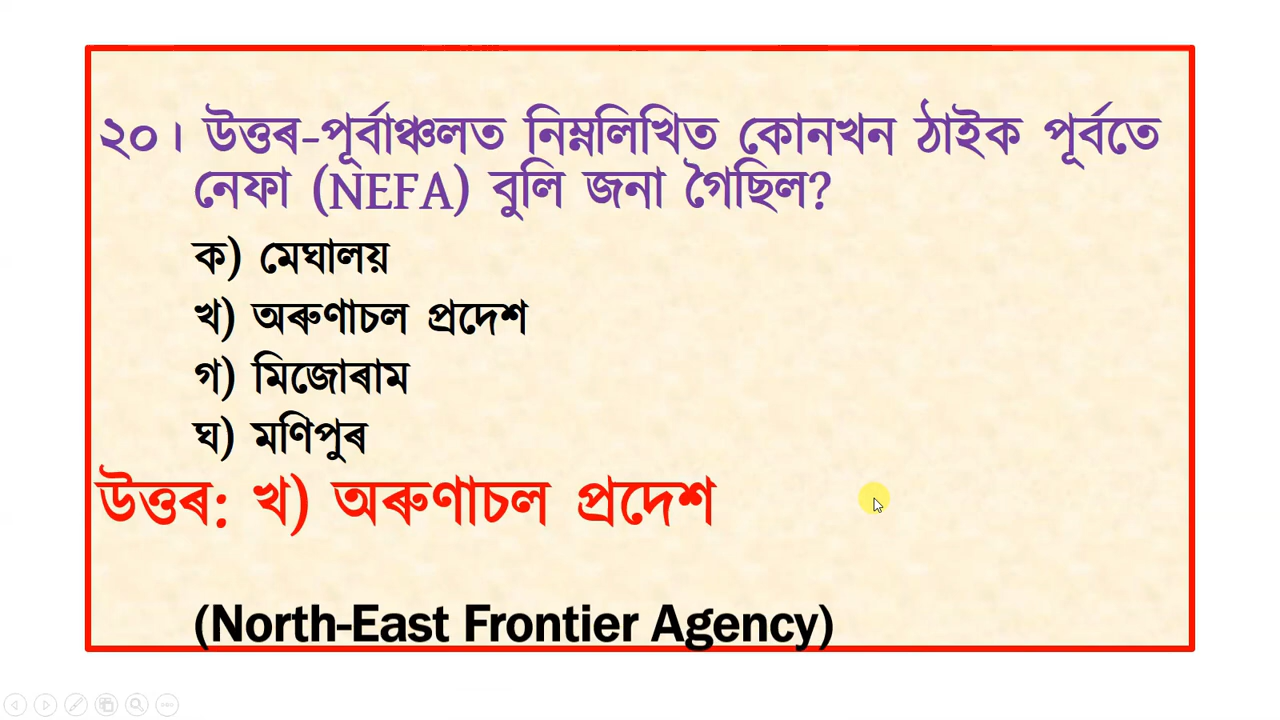 ২০। উত্তৰ-পূৰ্বাঞ্চলত নিম্নলিখিত কোনখন ঠাইক পূৰ্বতে
নেফা (NEFA) বুলি জনা গৈছিল?
ক) মেঘালয়
খ) অৰুণাচল প্ৰদেশ
গ) মিজোৰাম
ঘ) মণিপুৰ
উত্তৰ: খ) অৰুণাচল প্ৰদেশ
(North-East Frontier Agency)